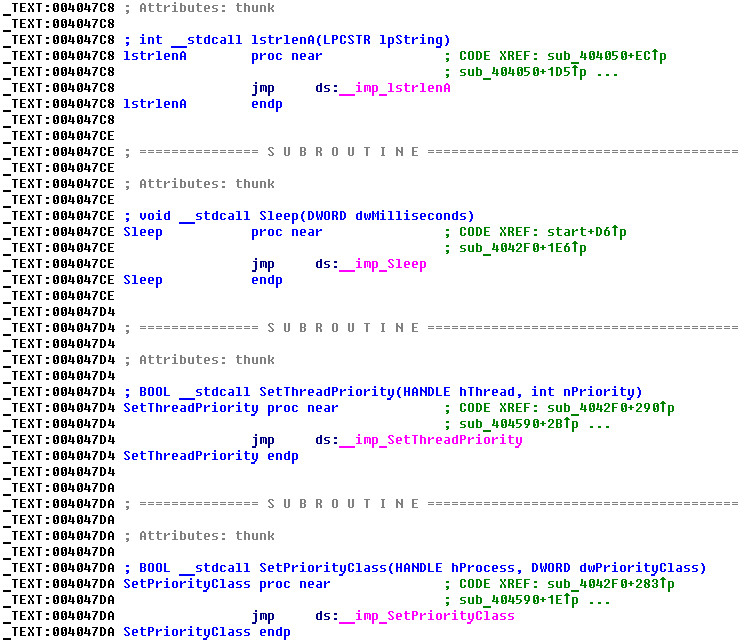 _TEXT:004047C8 ; Attributes: thunk
_TEXT:004047C8
_TEXT:004047C8 ; int __stdcall lstrlenA(LPCSTR lpString)
_TEXT:004047C8 lstrlenA        proc near               ; CODE XREF: sub_404050+EC↑p
_TEXT:004047C8                                         ; sub_404050+1D5↑p ...
_TEXT:004047C8                 jmp     ds:__imp_lstrlenA
_TEXT:004047C8 lstrlenA        endp
_TEXT:004047C8
_TEXT:004047CE
_TEXT:004047CE ; =============== S U B R O U T I N E =======================================
_TEXT:004047CE
_TEXT:004047CE ; Attributes: thunk
_TEXT:004047CE
_TEXT:004047CE ; void __stdcall Sleep(DWORD dwMilliseconds)
_TEXT:004047CE Sleep           proc near               ; CODE XREF: start+D6↑p
_TEXT:004047CE                                         ; sub_4042F0+1E6↑p
_TEXT:004047CE                 jmp     ds:__imp_Sleep
_TEXT:004047CE Sleep           endp
_TEXT:004047CE
_TEXT:004047D4
_TEXT:004047D4 ; =============== S U B R O U T I N E =======================================
_TEXT:004047D4
_TEXT:004047D4 ; Attributes: thunk
_TEXT:004047D4
_TEXT:004047D4 ; BOOL __stdcall SetThreadPriority(HANDLE hThread, int nPriority)
_TEXT:004047D4 SetThreadPriority proc near             ; CODE XREF: sub_4042F0+290↑p
_TEXT:004047D4                                         ; sub_404590+2B↑p ...
_TEXT:004047D4                 jmp     ds:__imp_SetThreadPriority
_TEXT:004047D4 SetThreadPriority endp
_TEXT:004047D4
_TEXT:004047DA
_TEXT:004047DA ; =============== S U B R O U T I N E =======================================
_TEXT:004047DA
_TEXT:004047DA ; Attributes: thunk
_TEXT:004047DA
_TEXT:004047DA ; BOOL __stdcall SetPriorityClass(HANDLE hProcess, DWORD dwPriorityClass)
_TEXT:004047DA SetPriorityClass proc near              ; CODE XREF: sub_4042F0+283↑p
_TEXT:004047DA                                         ; sub_404590+1E↑p ...
_TEXT:004047DA                 jmp     ds:__imp_SetPriorityClass
_TEXT:004047DA SetPriorityClass endp